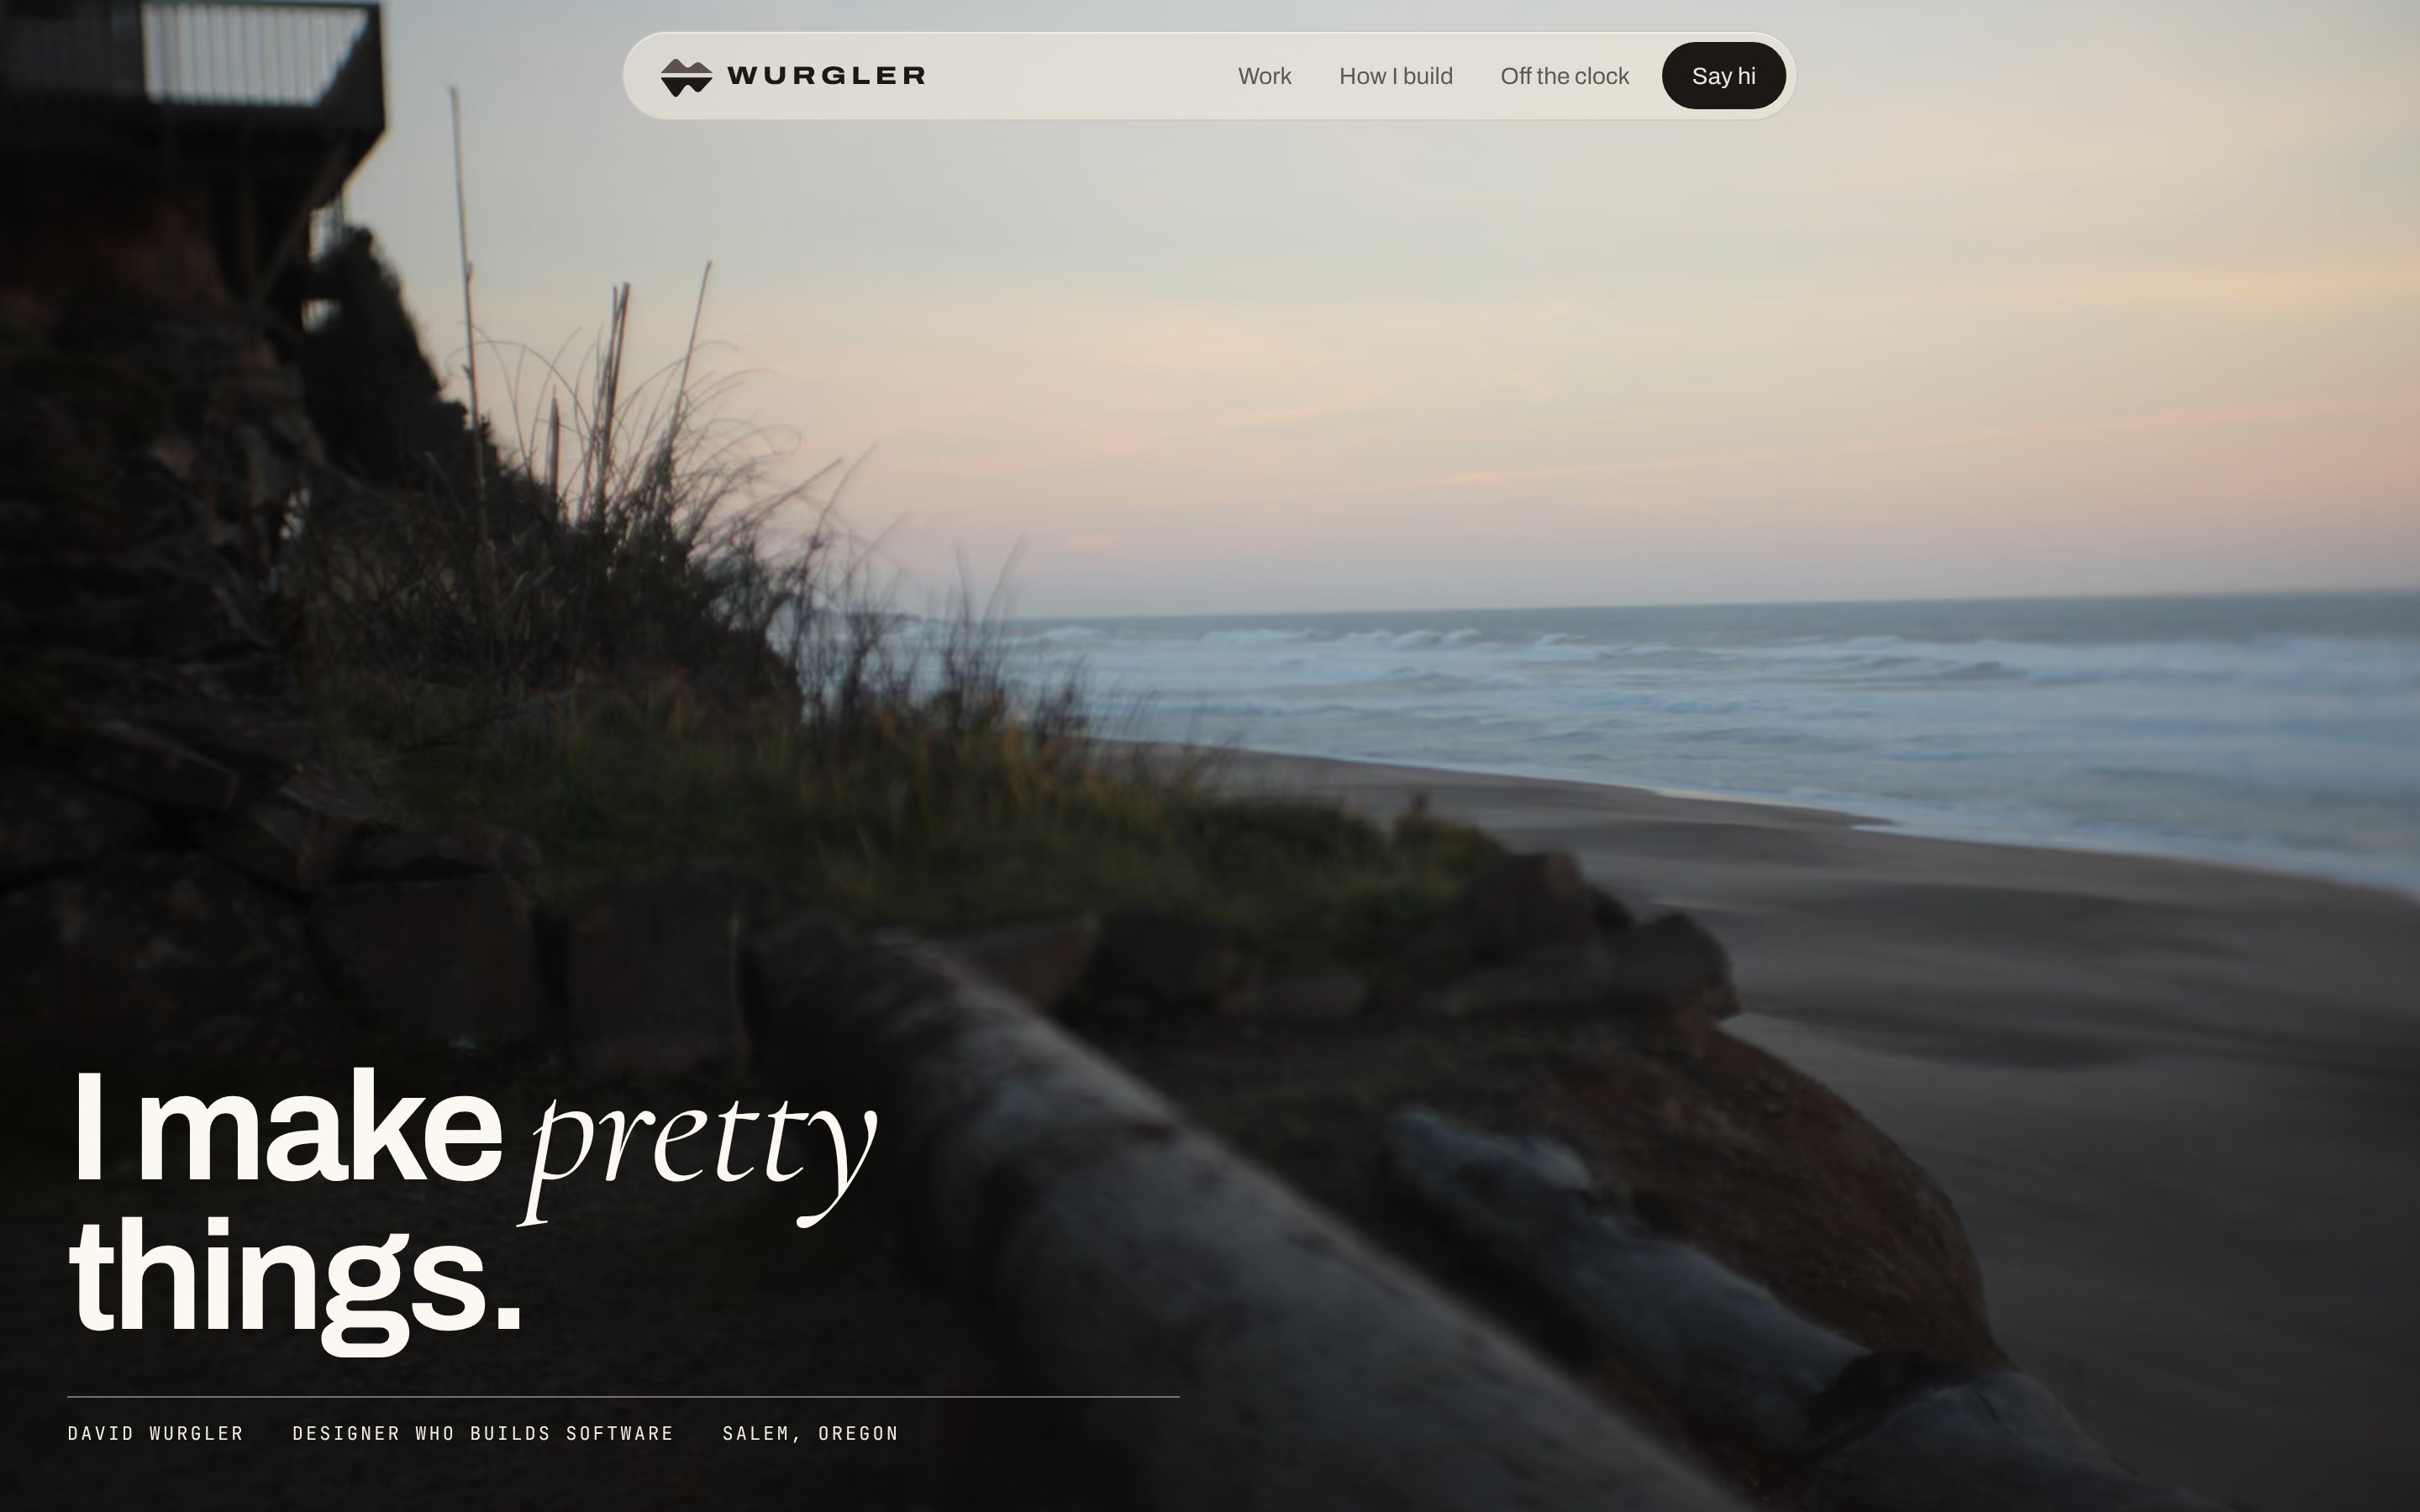 WURGLER
Work
How I build
Off the clock
Say hi
I make pretty
things.
DAVID WURGLER
DESIGNER WHO BUILDS SOFTWARE
SALEM, OREGON